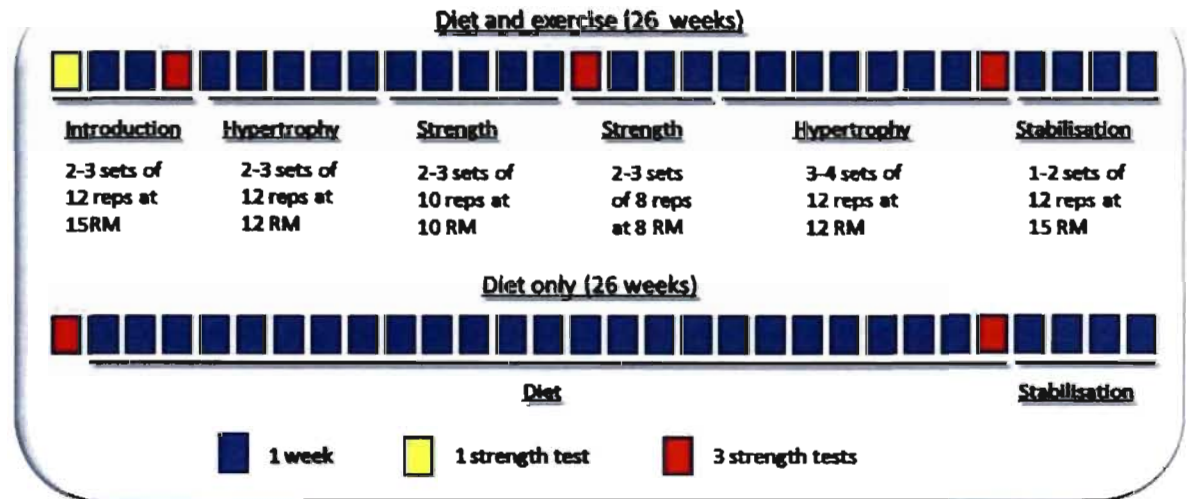 Diet and exercise (26 weeks)
Introduction
2-3 sets of
12 reps at
15RM
Hypertrophy
2-3 sets of
12 reps at
12 RM
Strength
2-3 sets of
10 reps at
10 RM
Strength
2-3 sets
of 8 reps
at 8 RM
Hypertrophy
3-4 sets of
12 reps at
12 RM
Stabilisation
1-2 sets of
12 reps at
15 RM
Diet only (26 weeks)
Diet
Stabilisation
1 week
1 strength test
3 strength tests